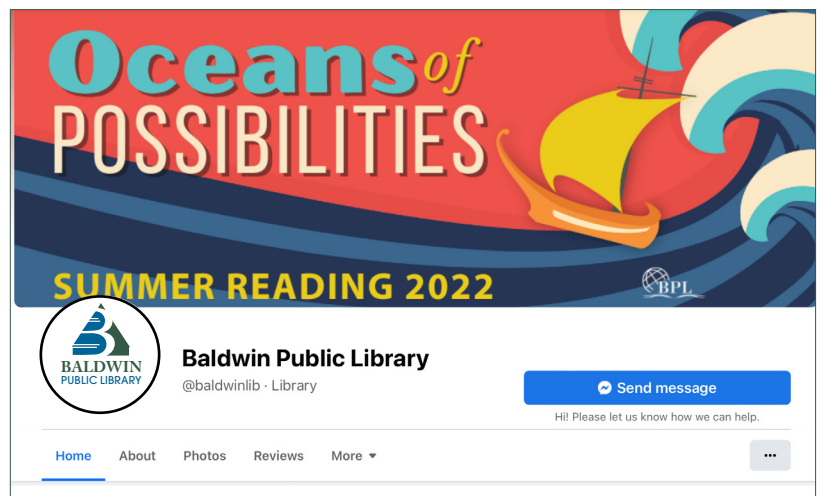 Oceans of
POSSIBILITIES
SUMMER READING 2022
BPL
BALDWIN
PUBLIC LIBRARY
Baldwin Public Library
@baldwinlib · Library
Send message
Hi! Please let us know how we can help.
Home About Photos Reviews More